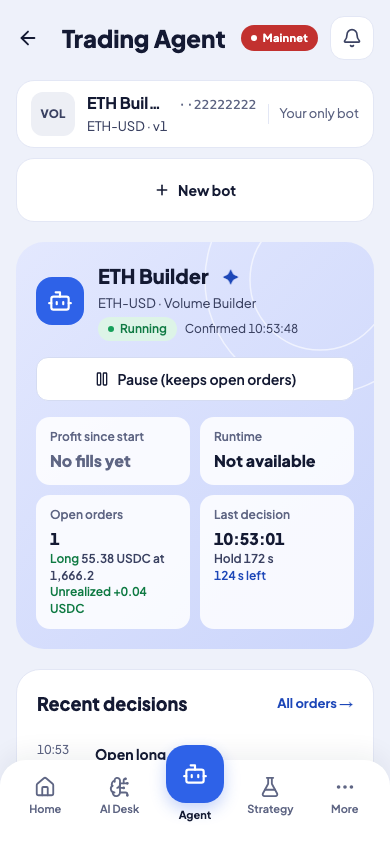 Trading Agent
Mainnet
VOL
ETH Buil... ··22222222
ETH-USD · v1
Your only bot
+ New bot
ETH Builder
ETH-USD · Volume Builder
Running Confirmed 10:53:48
Pause (keeps open orders)
Profit since start
No fills yet
Runtime
Not available
Open orders
1
Long 55.38 USDC at
1,666.2
Unrealized +0.04
USDC
Last decision
10:53:01
Hold 172 s
124 s left
Recent decisions
All orders →
10:53
Open long
Home
AI Desk
Agent
Strategy
More